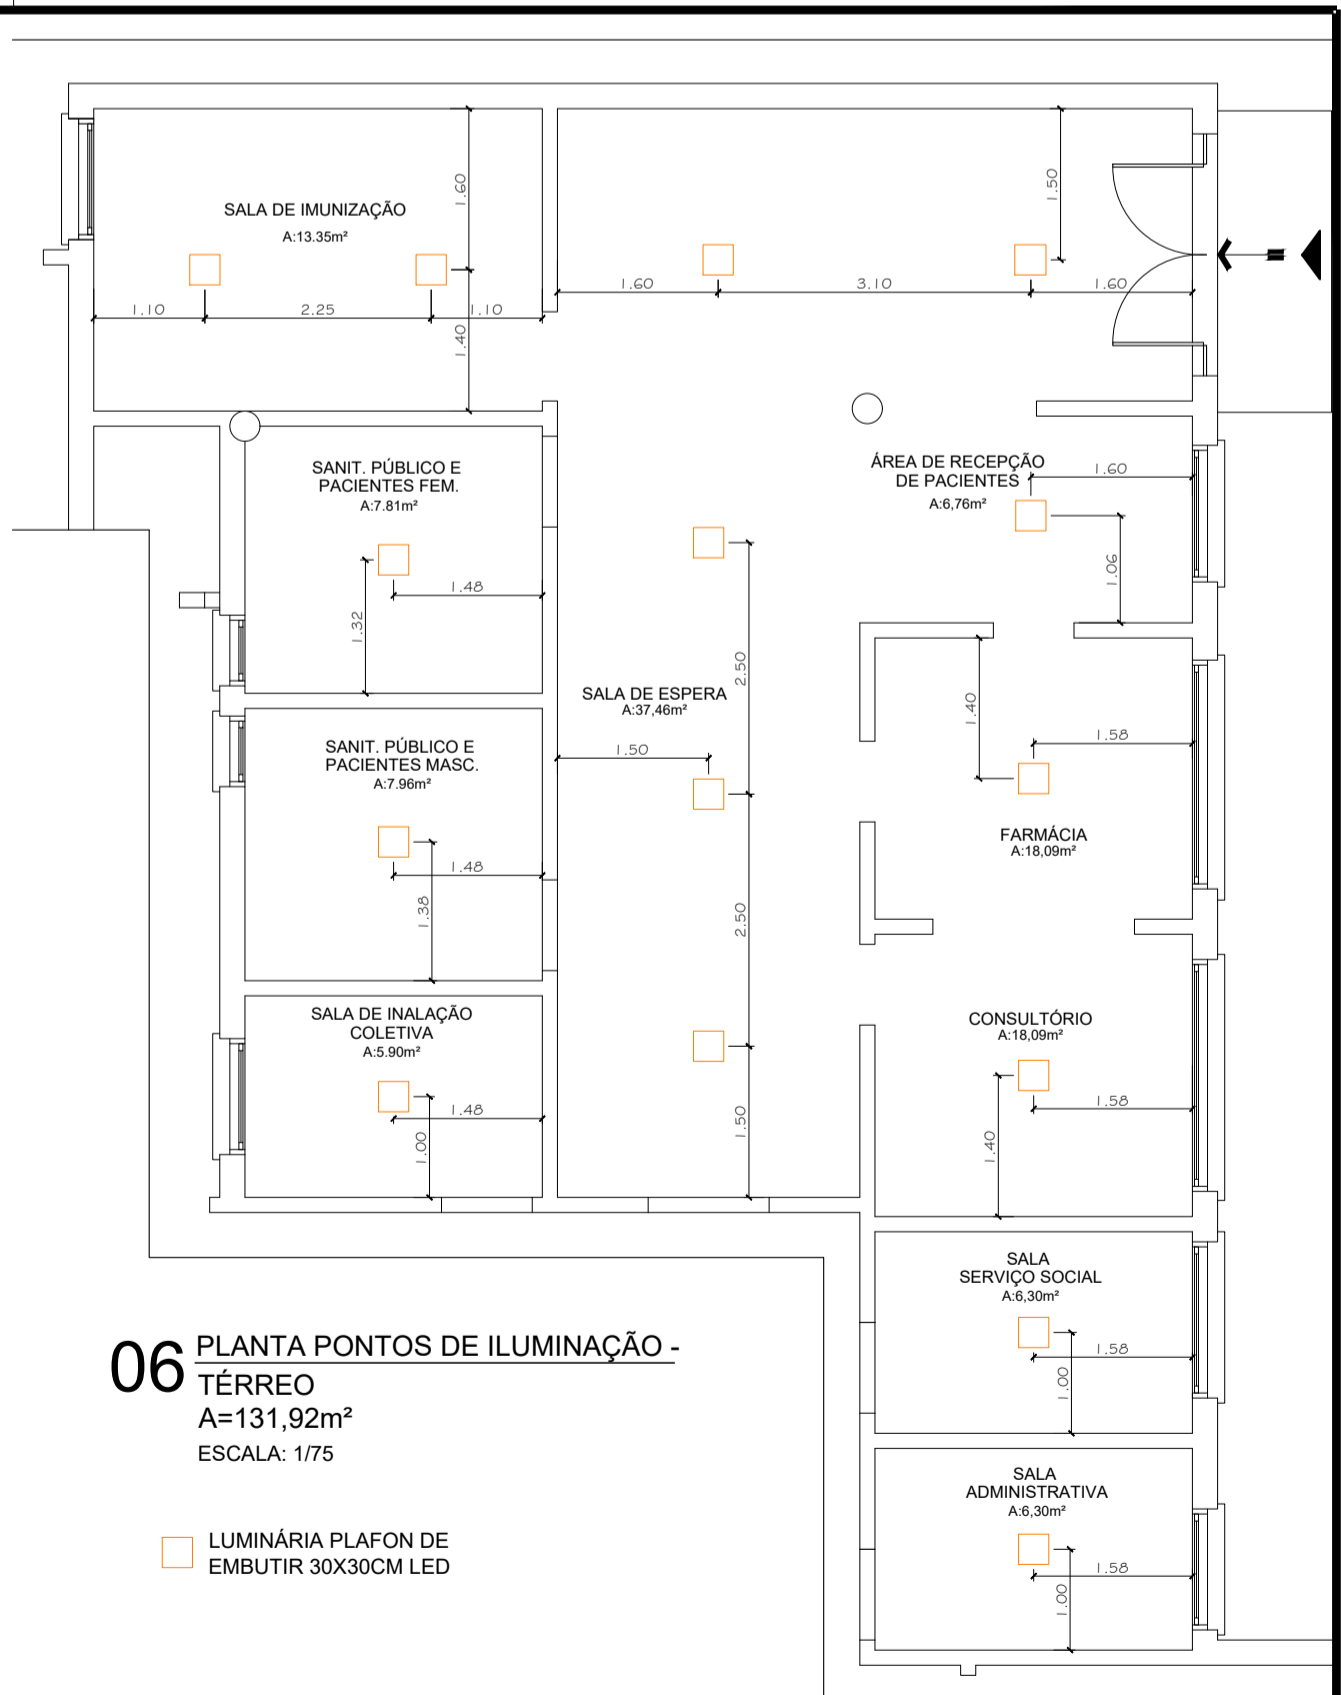 1.60
1.50
SALA DE IMUNIZAÇÃO
A:13.35m²
1.10
2.25
1.10
1.40
1.60
3.10
1.60
SANIT. PÚBLICO E
PACIENTES FEM.
A:7.81m²
1.48
1.32
ÁREA DE RECEPÇÃO
DE PACIENTES
A:6,76m²
1.60
1.06
2.50
SALA DE ESPERA
A:37,46m²
1.50
1.40
1.58
SANIT. PÚBLICO E
PACIENTES MASC.
A:7.96m²
1.48
1.38
FARMÁCIA
A:18,09m²
2.50
SALA DE INALAÇÃO
COLETIVA
A:5.90m²
1.48
1.00
1.50
CONSULTÓRIO
A:18,09m²
1.58
1.40
SALA
SERVIÇO SOCIAL
A:6,30m²
1.58
1.00
SALA
ADMINISTRATIVA
A:6,30m²
1.58
1.00
06 PLANTA PONTOS DE ILUMINAÇÃO -
TÉRREO
A=131,92m²
ESCALA: 1/75
LUMINÁRIA PLAFON DE
EMBUTIR 30X30CM LED